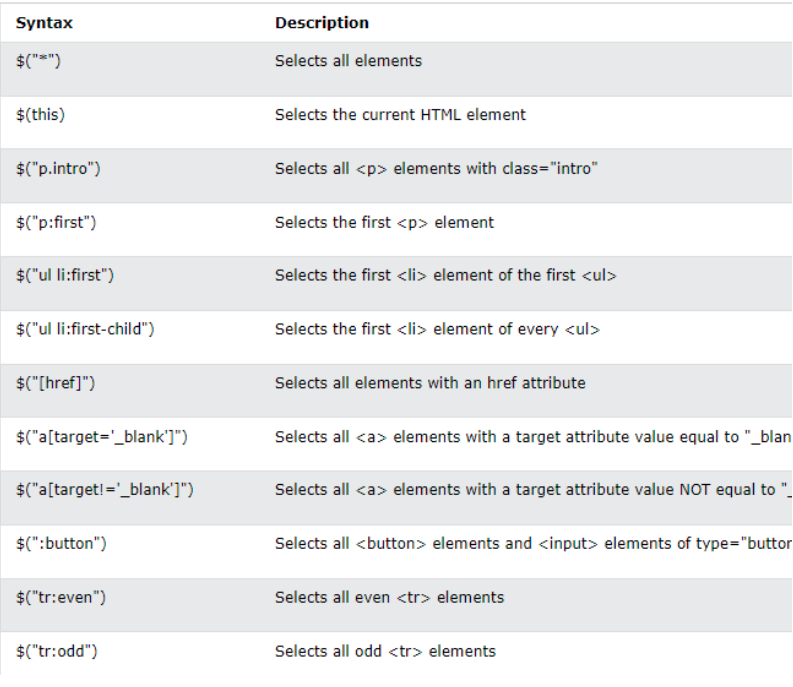 Syntax Description
$("*") Selects all elements
$(this) Selects the current HTML element
$("p.intro") Selects all <p> elements with class="intro"
$("p:first") Selects the first <p> element
$("ul li:first") Selects the first <li> element of the first <ul>
$("ul li:first-child") Selects the first <li> element of every <ul>
$("[href]") Selects all elements with an href attribute
$("a[target='_blank']") Selects all <a> elements with a target attribute value equal to "_blan
$("a[target!='_blank']") Selects all <a> elements with a target attribute value NOT equal to "_
$(":button") Selects all <button> elements and <input> elements of type="button
$("tr:even") Selects all even <tr> elements
$("tr:odd") Selects all odd <tr> elements